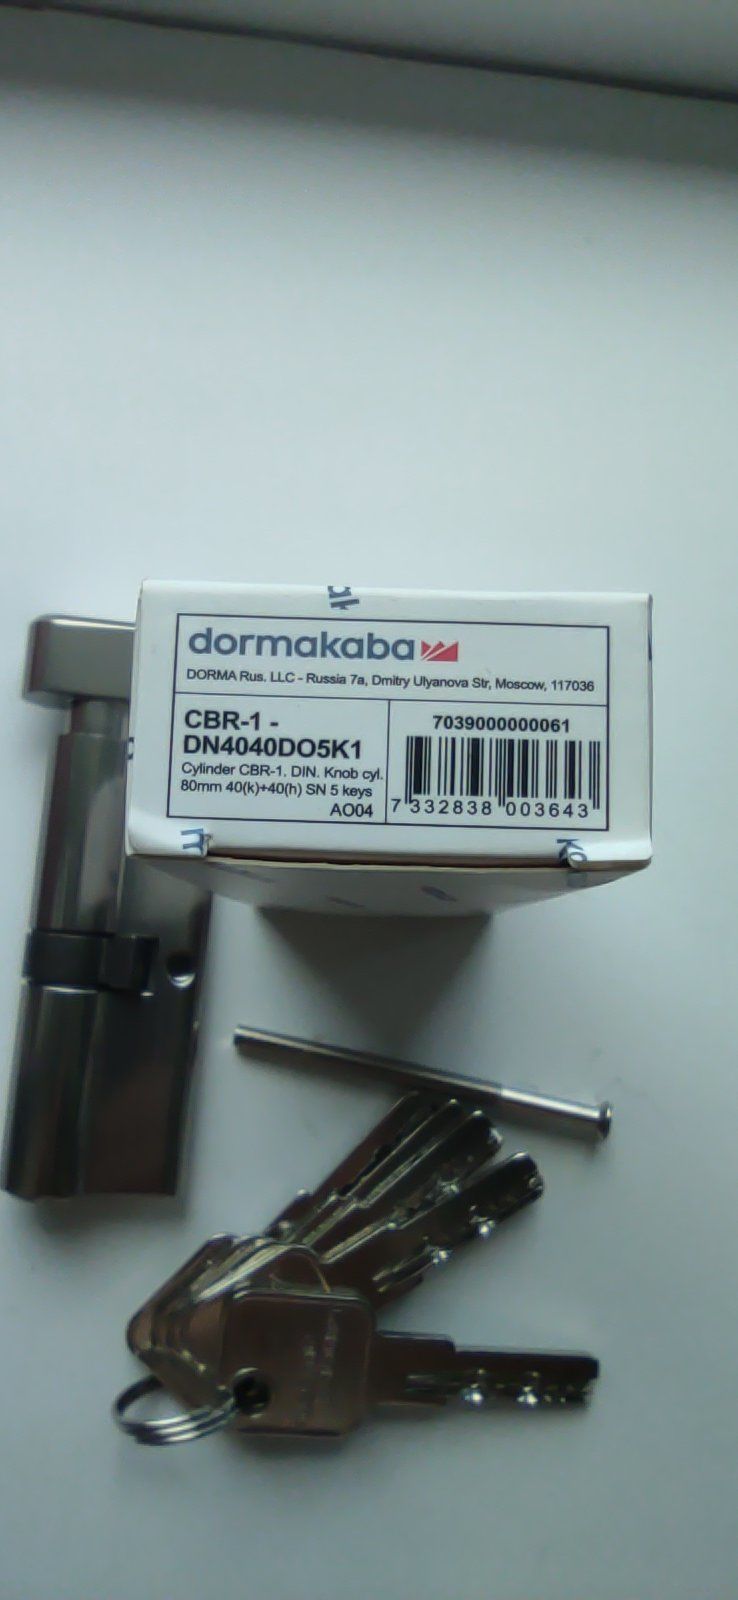 dormakaba
DORMA Rus. LLC - Russia 7a, Dmitry Ulyanova Str, Moscow, 117036
CBR-1 -
DN4040DO5K1
Cylinder CBR-1. DIN. Knob cyl.
80mm 40(k)+40(h) SN 5 keys
AO04
7039000000061
7 332838 003643